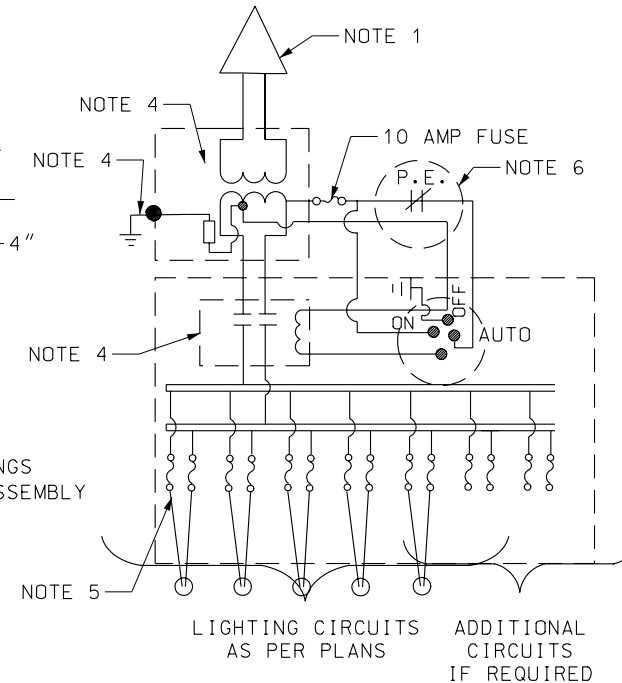 NOTE 1
NOTE 4
10 AMP FUSE
NOTE 4
P.E.
NOTE 6
4"
OFF
ON
AUTO
NOTE 4
NGS
SSEMBLY
NOTE 5
LIGHTING CIRCUITS
AS PER PLANS
ADDITIONAL
CIRCUITS
IF REQUIRED